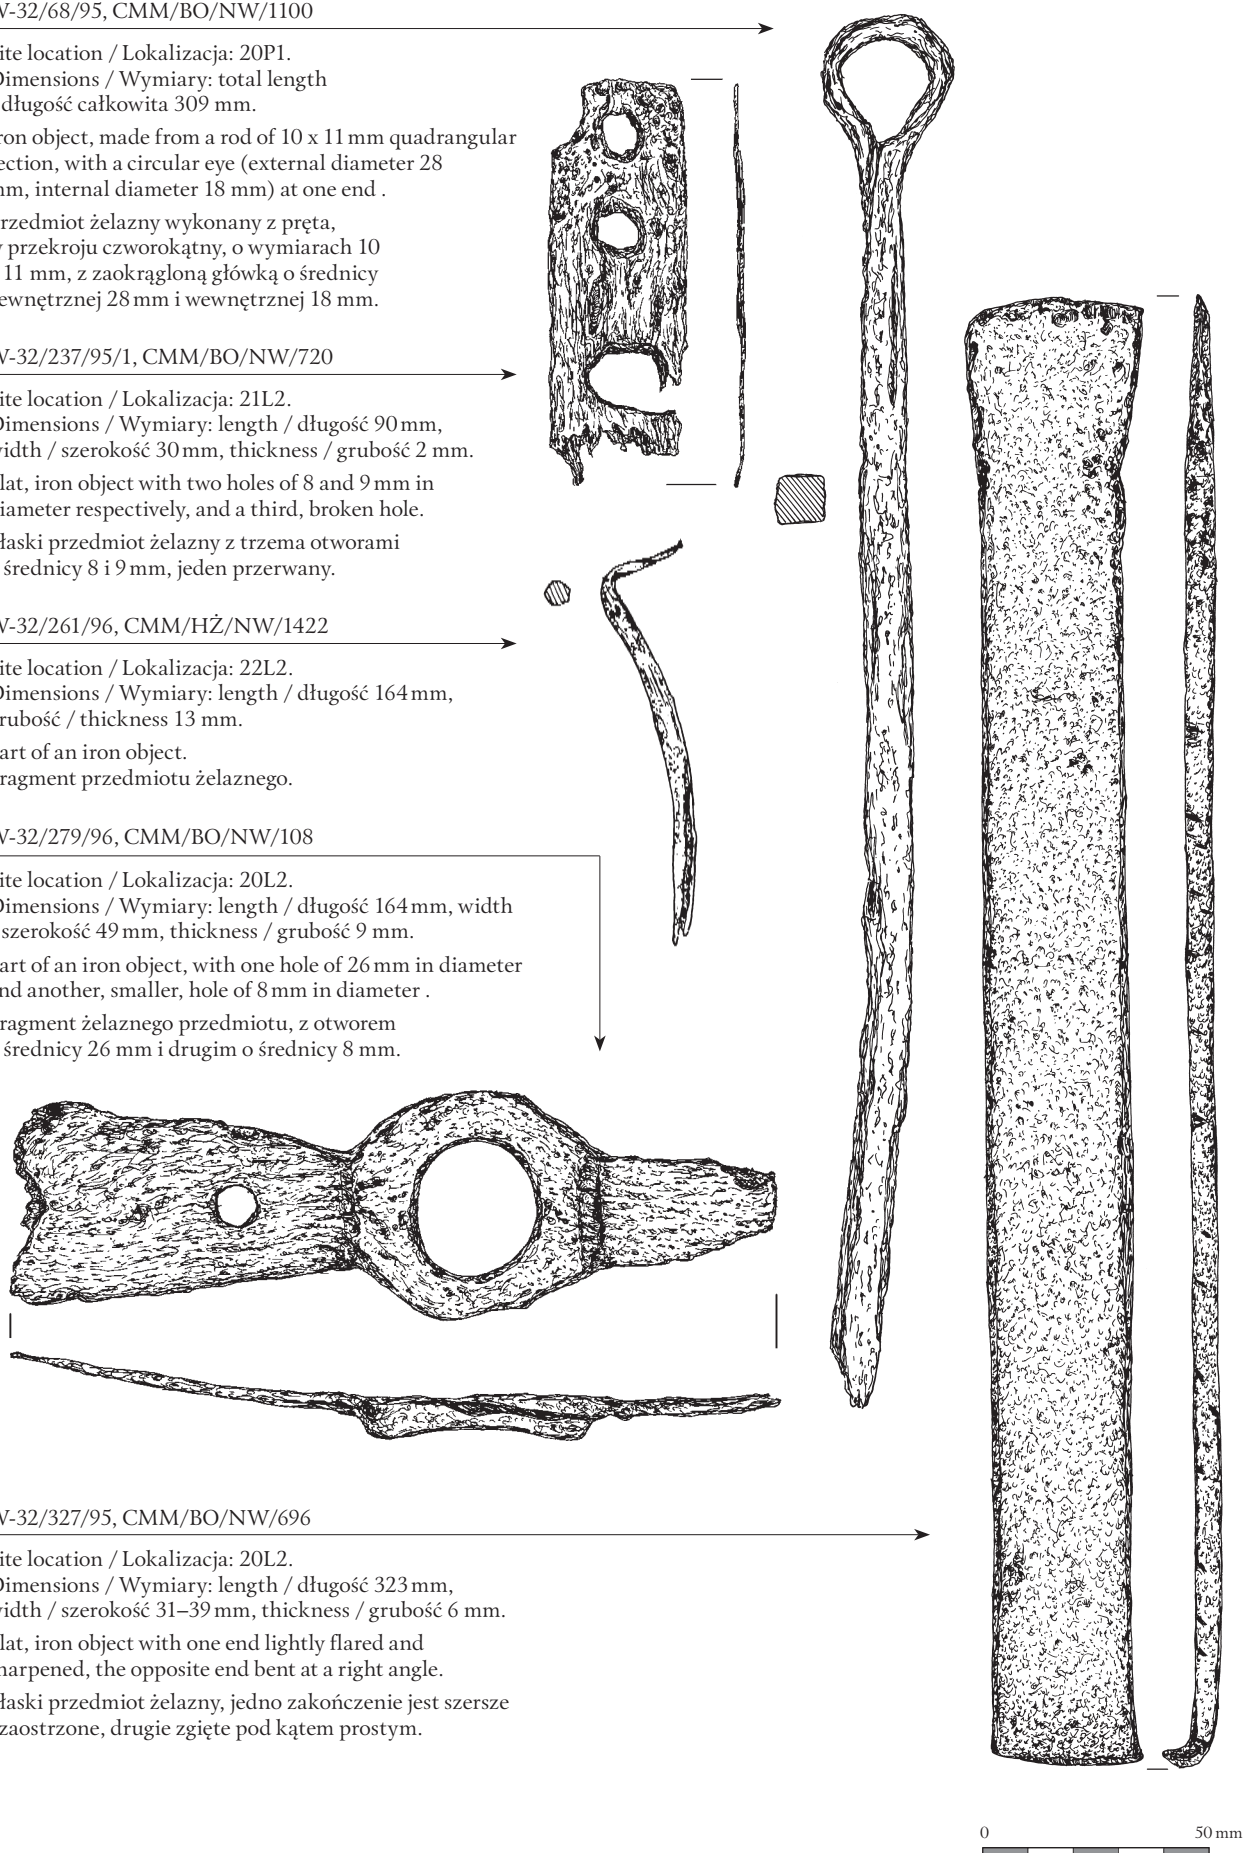 W-32/68/95, CMM/BO/NW/1100
ite location / Lokalizacja: 20P1.
Dimensions / Wymiary: total length
długość całkowita 309 mm.
ron object, made from a rod of 10 x 11 mm quadrangular
ection, with a circular eye (external diameter 28
mm, internal diameter 18 mm) at one end .
rzedmiot żelazny wykonany z pręta,
w przekroju czworokątny, o wymiarach 10
11 mm, z zaokrągloną główką o średnicy
ewnętrznej 28 mm i wewnętrznej 18 mm.
W-32/237/95/1, CMM/BO/NW/720
ite location / Lokalizacja: 21L2.
Dimensions / Wymiary: length / długość 90 mm,
width / szerokość 30 mm, thickness / grubość 2 mm.
lat, iron object with two holes of 8 and 9 mm in
diameter respectively, and a third, broken hole.
łaski przedmiot żelazny z trzema otworami
średnicy 8 i 9 mm, jeden przerwany.
W-32/261/96, CMM/HŻ/NW/1422
ite location / Lokalizacja: 22L2.
Dimensions / Wymiary: length / długość 164 mm,
rubość / thickness 13 mm.
art of an iron object.
ragment przedmiotu żelaznego.
W-32/279/96, CMM/BO/NW/108
ite location / Lokalizacja: 20L2.
Dimensions / Wymiary: length / długość 164 mm, width
szerokość 49 mm, thickness / grubość 9 mm.
art of an iron object, with one hole of 26 mm in diameter
nd another, smaller, hole of 8 mm in diameter .
ragment żelaznego przedmiotu, z otworem
średnicy 26 mm i drugim o średnicy 8 mm.
W-32/327/95, CMM/BO/NW/696
ite location / Lokalizacja: 20L2.
Dimensions / Wymiary: length / długość 323 mm,
width / szerokość 31–39 mm, thickness / grubość 6 mm.
lat, iron object with one end lightly flared and
harpened, the opposite end bent at a right angle.
łaski przedmiot żelazny, jedno zakończenie jest szersze
zaostrzone, drugie zgięte pod kątem prostym.
0 50 mm